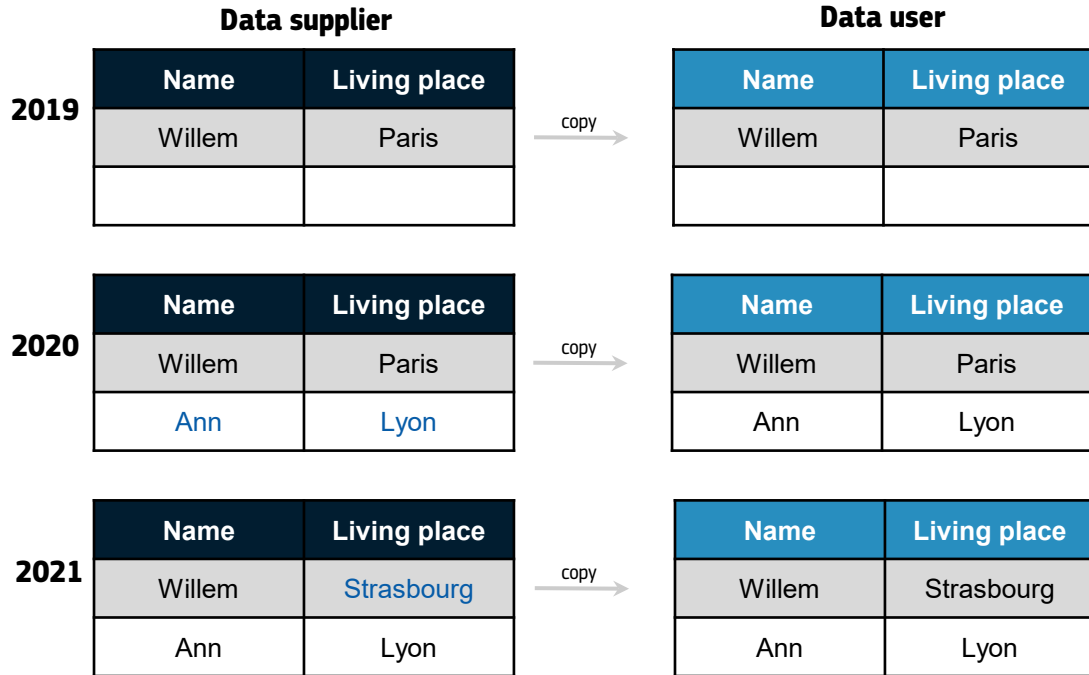 Data supplier Data user
Name Living place Name Living place
2019 Willem Paris copy Willem Paris
Name Living place Name Living place
2020 Willem Paris copy Willem Paris
Ann Lyon Ann Lyon
Name Living place Name Living place
2021 Willem Strasbourg copy Willem Strasbourg
Ann Lyon Ann Lyon